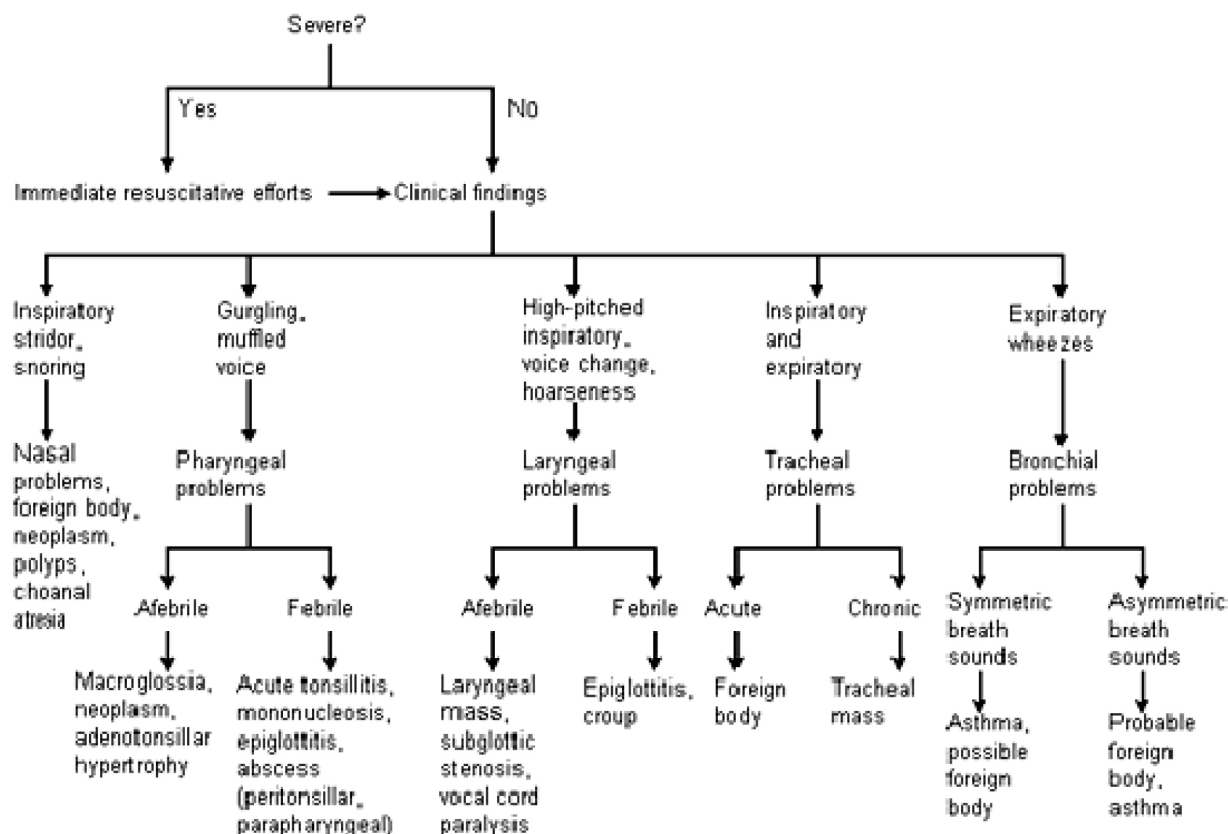 Severe?
Yes
No
Immediate resuscitative efforts
Clinical findings
Inspiratory
stridor,
snoring
Gurgling,
muffled
voice
High-pitched
inspiratory,
voice change,
hoarseness
Inspiratory
and
expiratory
Expiratory
wheezes
Nasal
problems,
foreign body,
neoplasm,
polyps,
choanal
atresia
Pharyngeal
problems
Laryngeal
problems
Tracheal
problems
Bronchial
problems
Afebrile
Febrile
Afebrile
Febrile
Acute
Chronic
Symmetric
breath
sounds
Asymmetric
breath
sounds
Macroglossia,
neoplasm,
adenotonsillar
hypertrophy
Acute tonsillitis,
mononucleosis,
epiglottitis,
abscess
(peritonsillar,
parapharyngeal)
Laryngeal
mass,
subglottic
stenosis,
vocal cord
paralysis
Epiglottitis,
croup
Foreign
body
Tracheal
mass
Asthma,
possible
foreign
body
Probable
foreign
body,
asthma